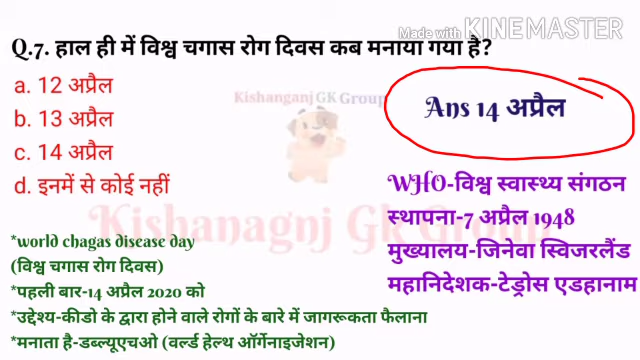 Made with KINEMASTER
Q.7. हाल ही में विश्व चगास रोग दिवस कब मनाया गया है?
a. 12 अप्रैल
b. 13 अप्रैल
c. 14 अप्रैल
d. इनमें से कोई नहीं
Kishanganj GK Group
Ans 14 अप्रैल
WHO-विश्व स्वास्थ्य संगठन
स्थापना-7 अप्रैल 1948
मुख्यालय-जिनेवा स्विजरलैंड
महानिदेशक-टेड्रोस एडहानाम
Kishanagnj Gk Group
*world chagas disease day
(विश्व चगास रोग दिवस)
*पहली बार-14 अप्रैल 2020 को
*उद्देश्य-कीडो के द्वारा होने वाले रोगों के बारे में जागरूकता फैलाना
*मनाता है-डब्ल्यूएचओ (वर्ल्ड हेल्थ ऑर्गेनाइजेशन)